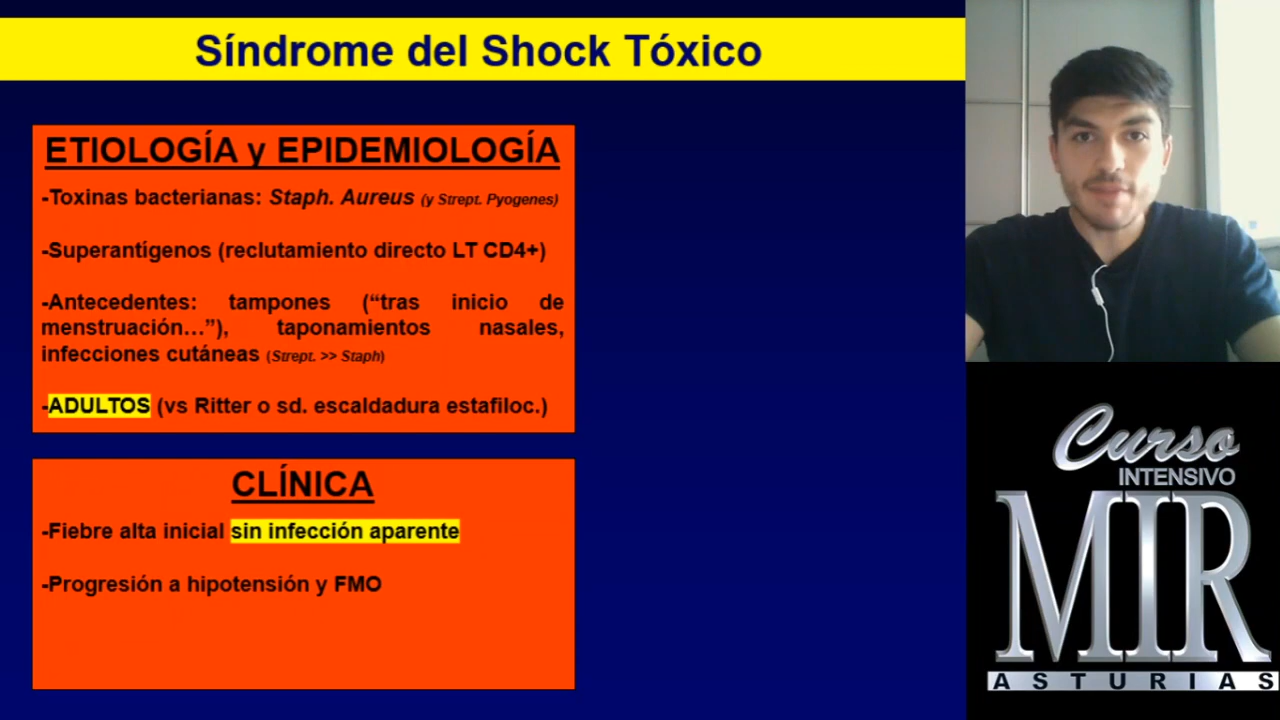 Síndrome del Shock Tóxico
ETIOLOGÍA y EPIDEMIOLOGÍA
-Toxinas bacterianas: Staph. Aureus (y Strept. Pyogenes)
-Superantígenos (reclutamiento directo LT CD4+)
-Antecedentes: tampones (“tras inicio de
menstruación…”), taponamientos nasales,
infecciones cutáneas (Strept. >> Staph)
-ADULTOS (vs Ritter o sd. escaldadura estafiloc.)
CLÍNICA
-Fiebre alta inicial sin infección aparente
-Progresión a hipotensión y FMO
Curso
INTENSIVO
MIR
ASTURIAS